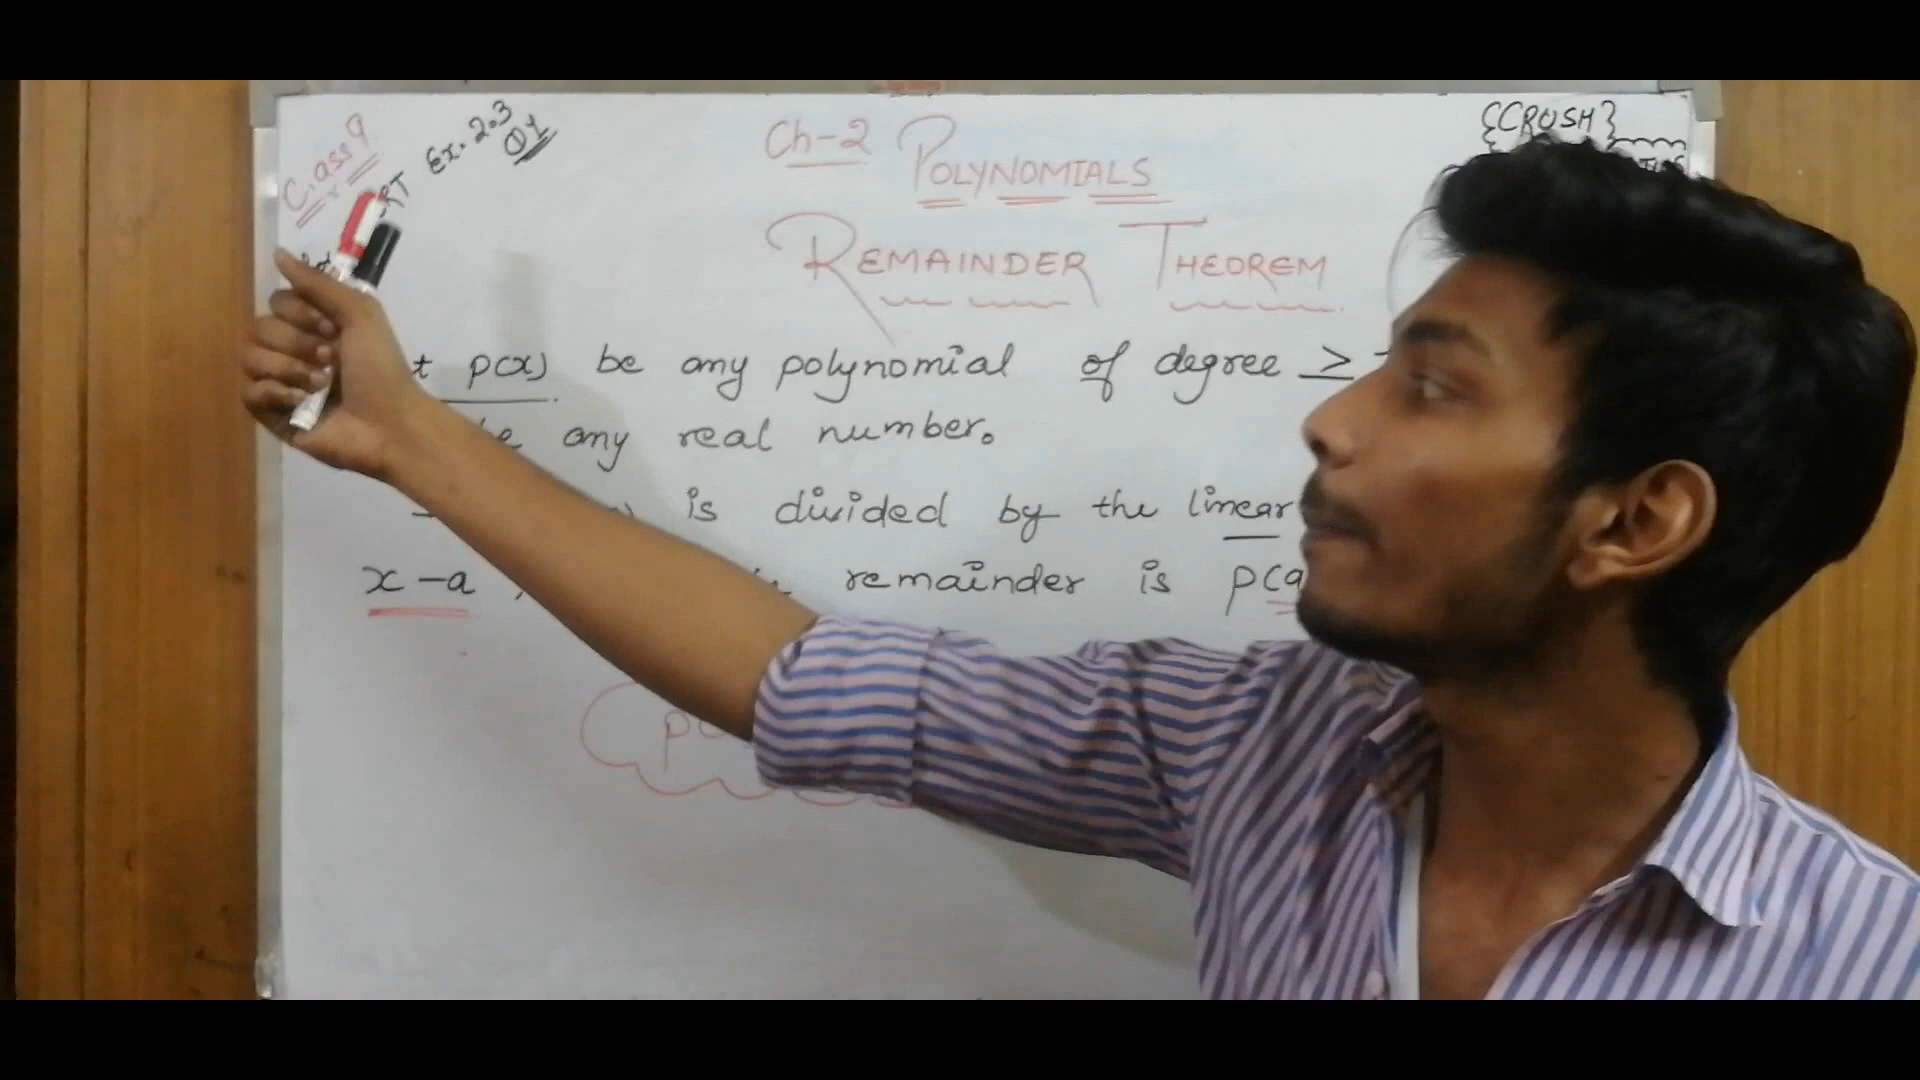 Class 9
Ex. 2.3
Q1
Ch-2 POLYNOMIALS
{CRUSH}
REMAINDER THEOREM
p(x) be any polynomial of degree ≥
any real number.
is divided by the linear
x-a , remainder is p(a